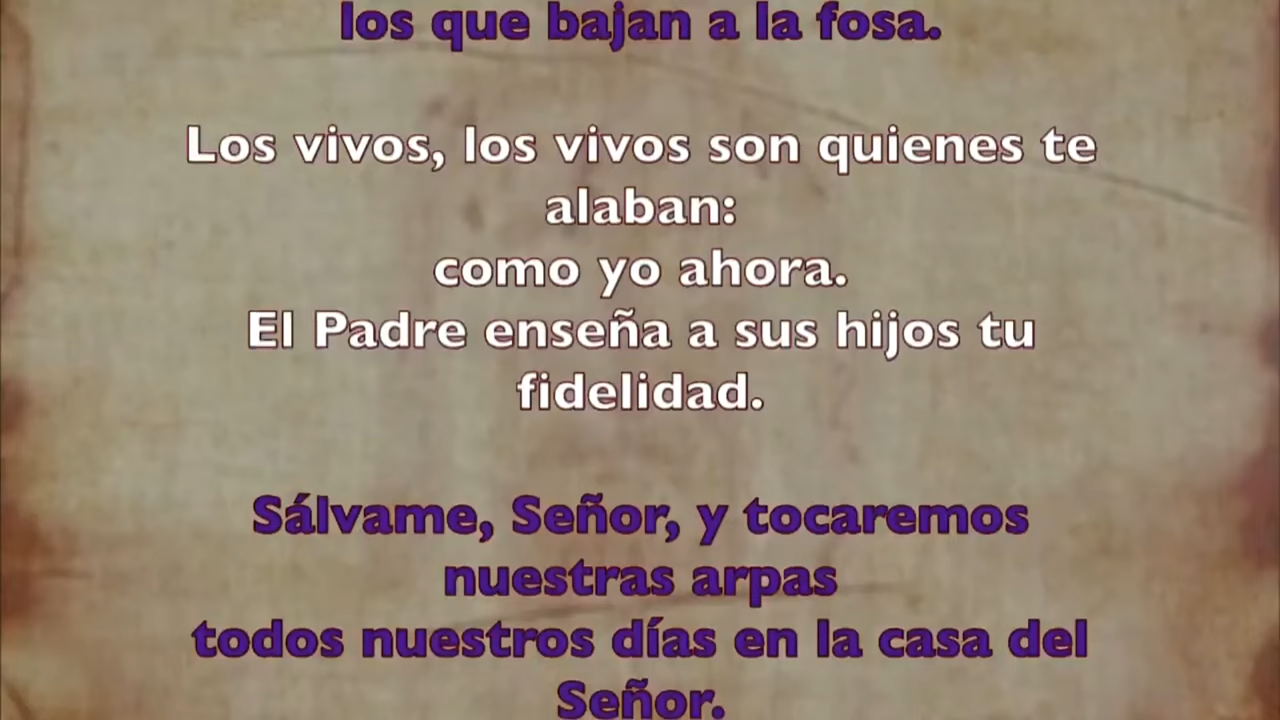 los que bajan a la fosa.
Los vivos, los vivos son quienes te
alaban:
como yo ahora.
El Padre enseña a sus hijos tu
fidelidad.
Sálvame, Señor, y tocaremos
nuestras arpas
todos nuestros días en la casa del
Señor.